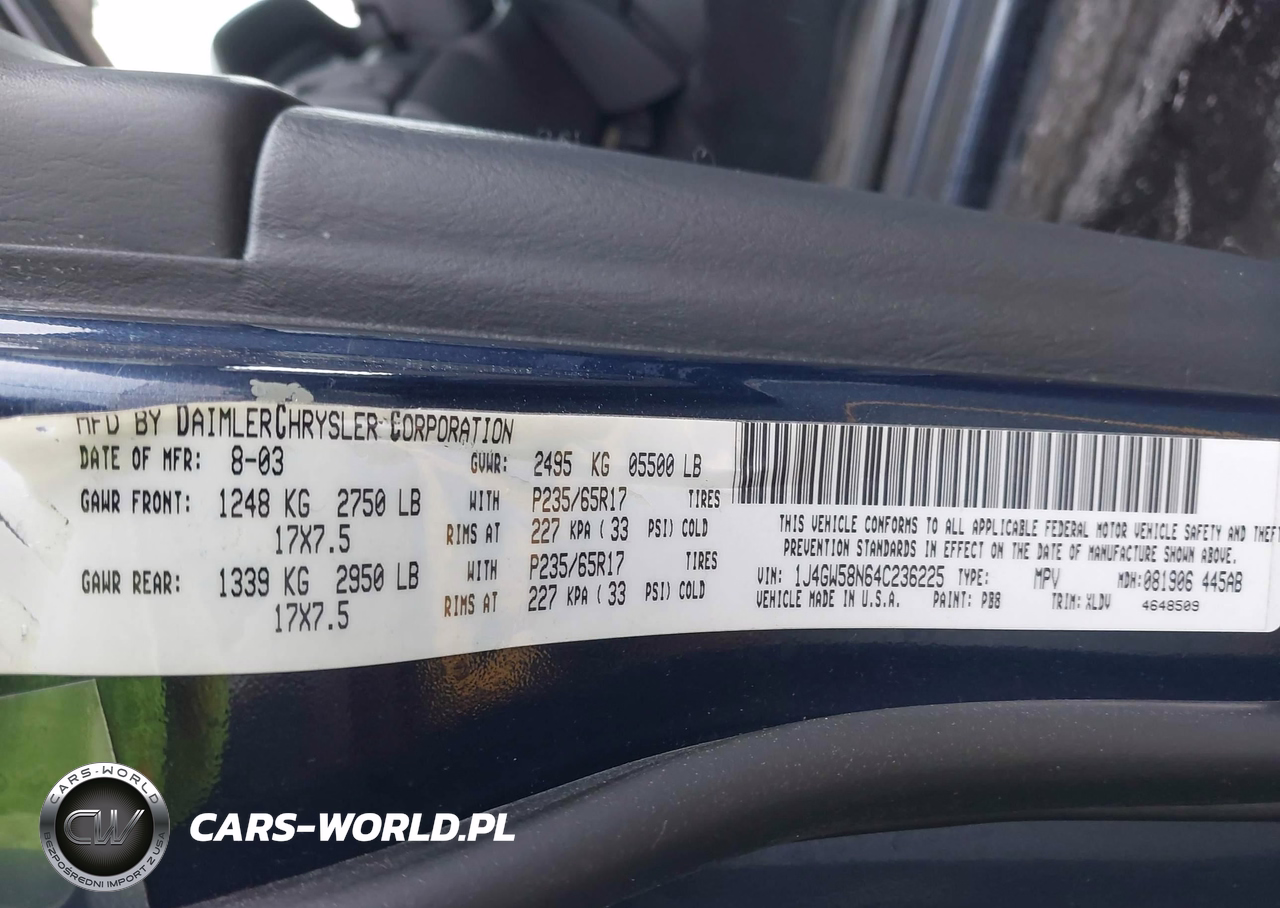 MFD BY DAIMLERCHRYSLER CORPORATION
DATE OF MFR: 8-03 GVWR: 2495 KG 05500 LB
GAWR FRONT: 1248 KG 2750 LB WITH P235/65R17 TIRES
17X7.5 RIMS AT 227 KPA ( 33 PSI) COLD
GAWR REAR: 1339 KG 2950 LB WITH P235/65R17 TIRES
17X7.5 RIMS AT 227 KPA ( 33 PSI) COLD
THIS VEHICLE CONFORMS TO ALL APPLICABLE FEDERAL MOTOR VEHICLE SAFETY AND THEFT
PREVENTION STANDARDS IN EFFECT ON THE DATE OF MANUFACTURE SHOWN ABOVE.
VIN: 1J4GW58N64C236225 TYPE: MPV MDH: 081906 445AB
VEHICLE MADE IN U.S.A. PAINT: PB8 TRIM: XLDV 4648509
CARS-WORLD
CW
BEZPOŚREDNI IMPORT Z USA
CARS-WORLD.PL